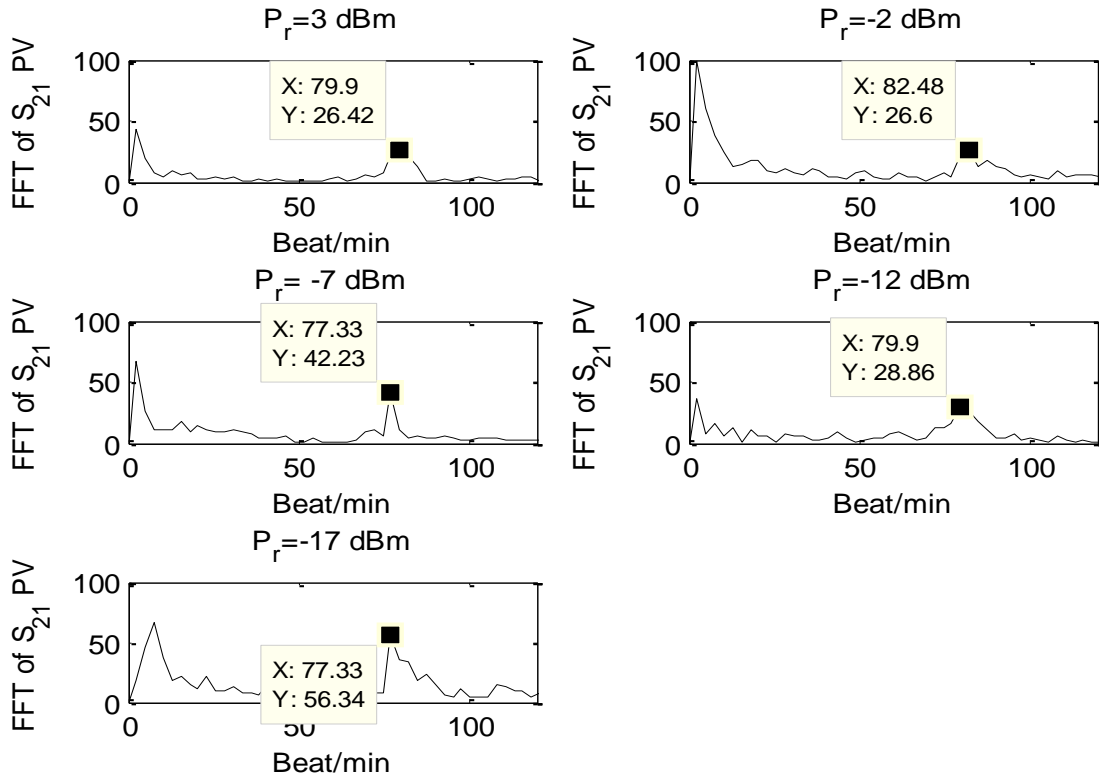 P_r=3 dBm
FFT of S_21 PV
100
50
0
X: 79.9
Y: 26.42
0 50 100
Beat/min
P_r=-2 dBm
FFT of S_21 PV
100
50
0
X: 82.48
Y: 26.6
0 50 100
Beat/min
P_r= -7 dBm
FFT of S_21 PV
100
50
0
X: 77.33
Y: 42.23
0 50 100
Beat/min
P_r=-12 dBm
FFT of S_21 PV
100
50
0
X: 79.9
Y: 28.86
0 50 100
Beat/min
P_r=-17 dBm
FFT of S_21 PV
100
50
0
X: 77.33
Y: 56.34
0 50 100
Beat/min